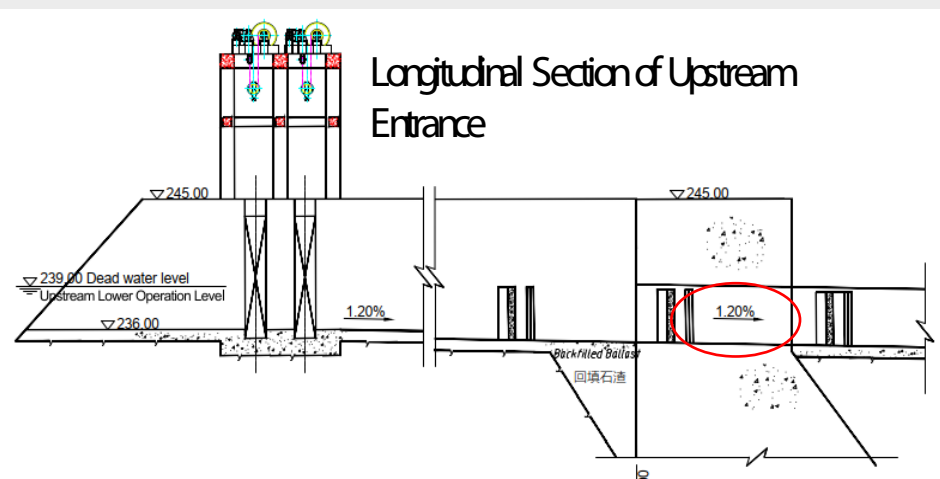 Longitudinal Section of Upstream
Entrance
245.00
245.00
239.00 Dead water level
Upstream Lower Operation Level
236.00
1.20%
1.20%
Backfilled Ballast
回填石渣